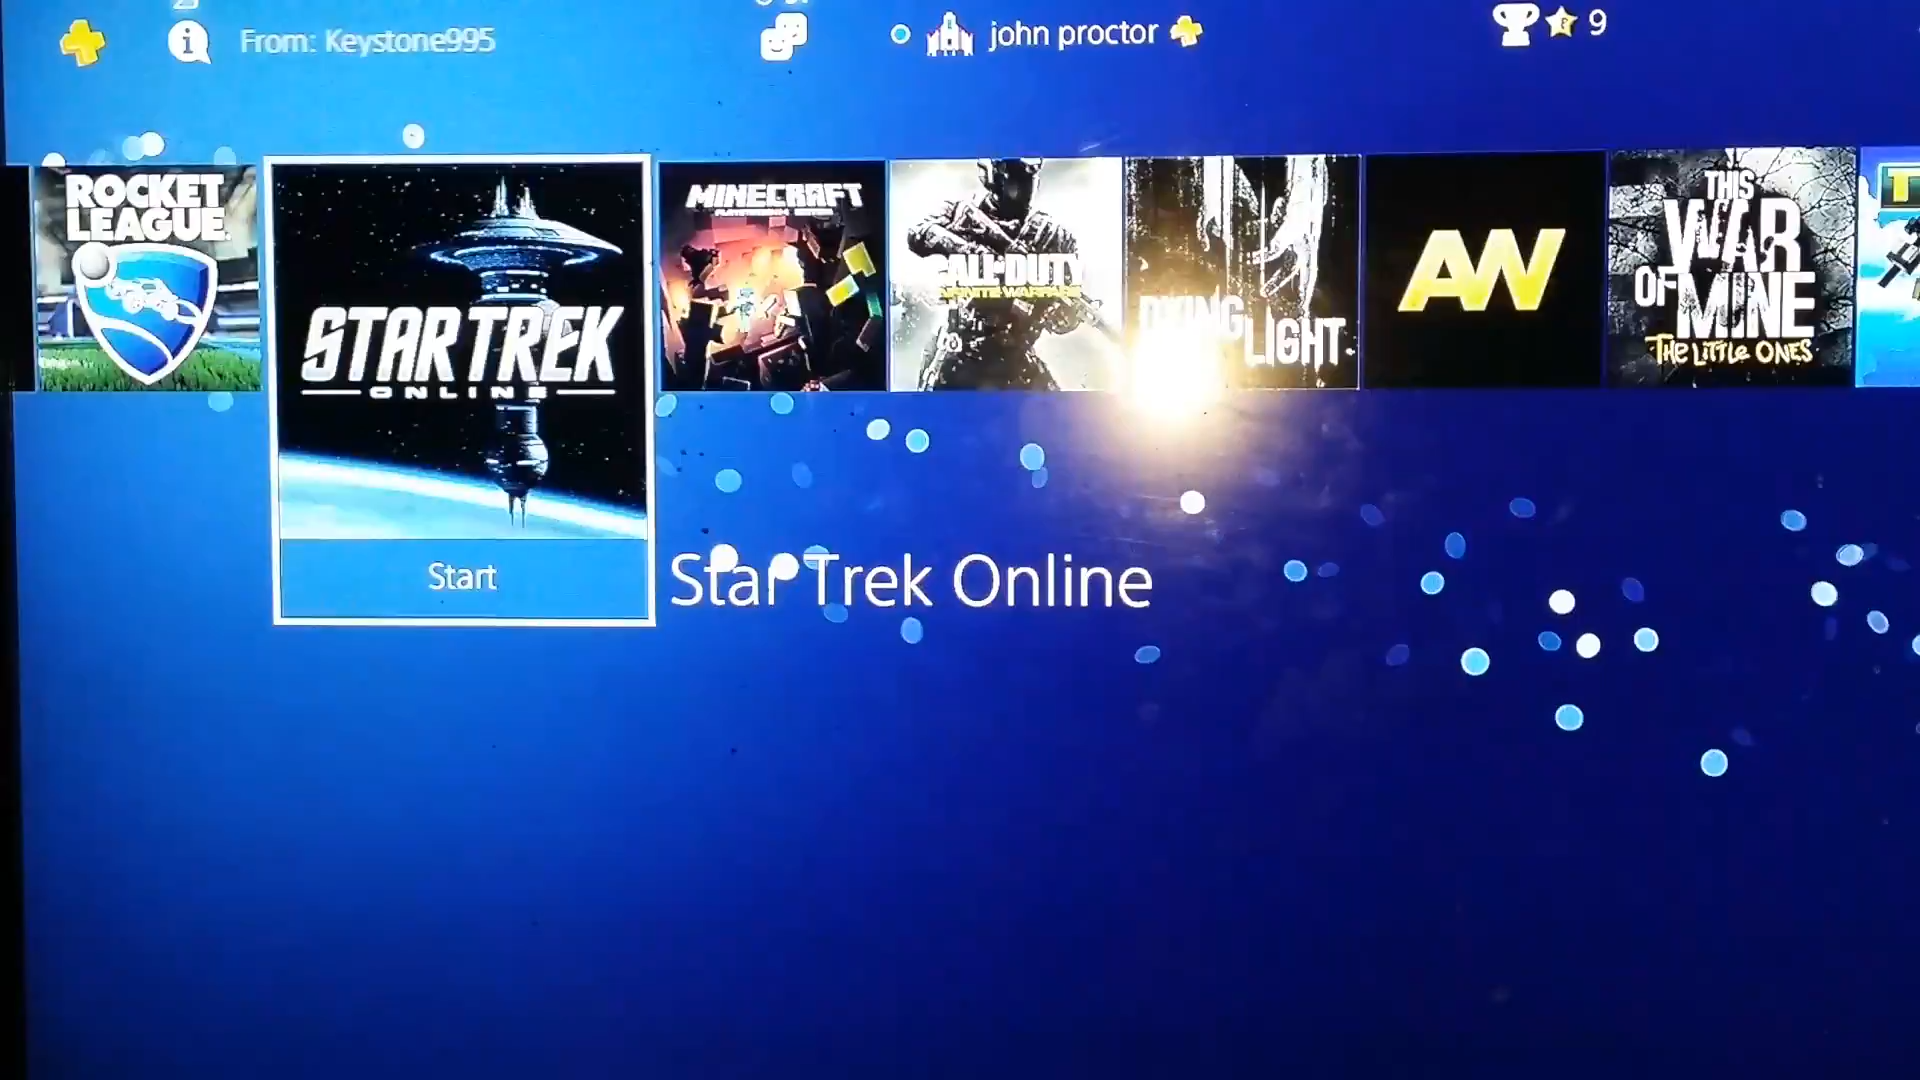 From: Keystone995
john proctor
9
ROCKET
LEAGUE
STAR TREK
ONLINE
MINECRAFT
CALL OF DUTY
INFINITE WARFARE
DYING
LIGHT
AW
THIS
WAR
OF MINE
THE LITTLE ONES
Start
Star Trek Online